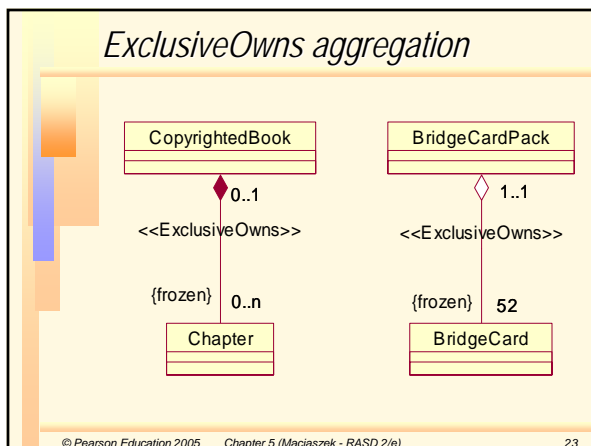 ExclusiveOwns aggregation
CopyrightedBook
0..1
<<ExclusiveOwns>>
{frozen}
0..n
Chapter
BridgeCardPack
1..1
<<ExclusiveOwns>>
{frozen}
52
BridgeCard
© Pearson Education 2005 Chapter 5 (Maciaszek - RASD 2/e) 23